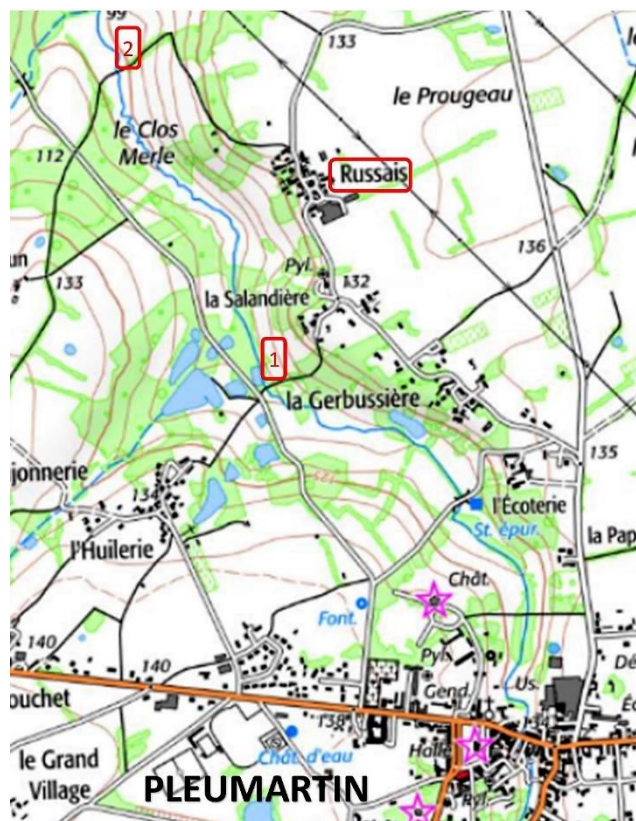 99
2
133
le Prougeau
le Clos
Merle
112
Russais
136
133
Pyl.
132
la Salandière
1
la Gerbussière
135
jonnerie
134
l'Écoterie
St. épur.
l'Huilerie
la Pap
Chât.
Font.
140
Pyl.
140
Gend.
Us.
ouchet
138
Halle
Chât. d'eau
le Grand
Village
PLEUMARTIN
Pyl.